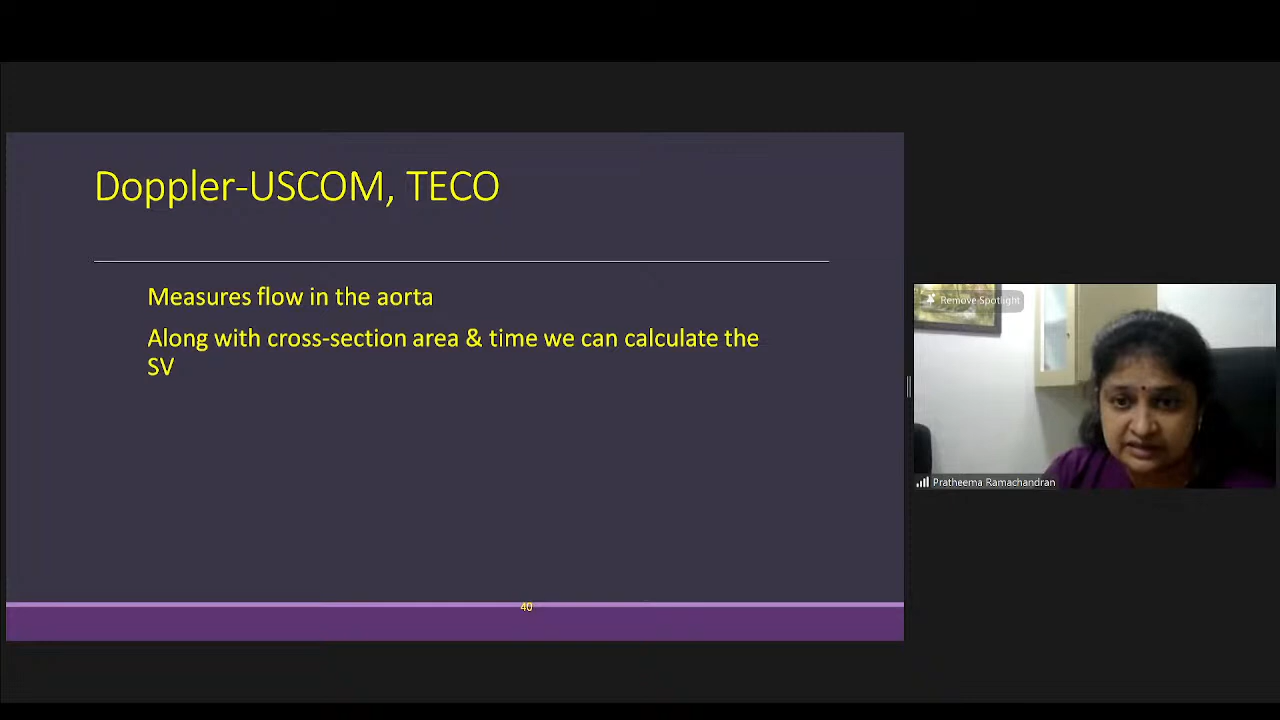 Doppler-USCOM, TECO
Measures flow in the aorta
Along with cross-section area & time we can calculate the
SV
40
Remove Spotlight
Pratheema Ramachandran